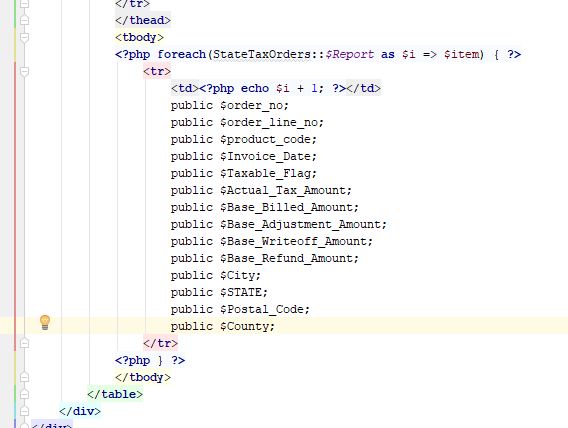 </tr>
</thead>
<tbody>
<?php foreach(StateTaxOrders::$Report as $i => $item) { ?>
<tr>
<td><?php echo $i + 1; ?></td>
public $order_no;
public $order_line_no;
public $product_code;
public $Invoice_Date;
public $Taxable_Flag;
public $Actual_Tax_Amount;
public $Base_Billed_Amount;
public $Base_Adjustment_Amount;
public $Base_Writeoff_Amount;
public $Base_Refund_Amount;
public $City;
public $STATE;
public $Postal_Code;
public $County;
</tr>
<?php } ?>
</tbody>
</table>
</div>
</div>